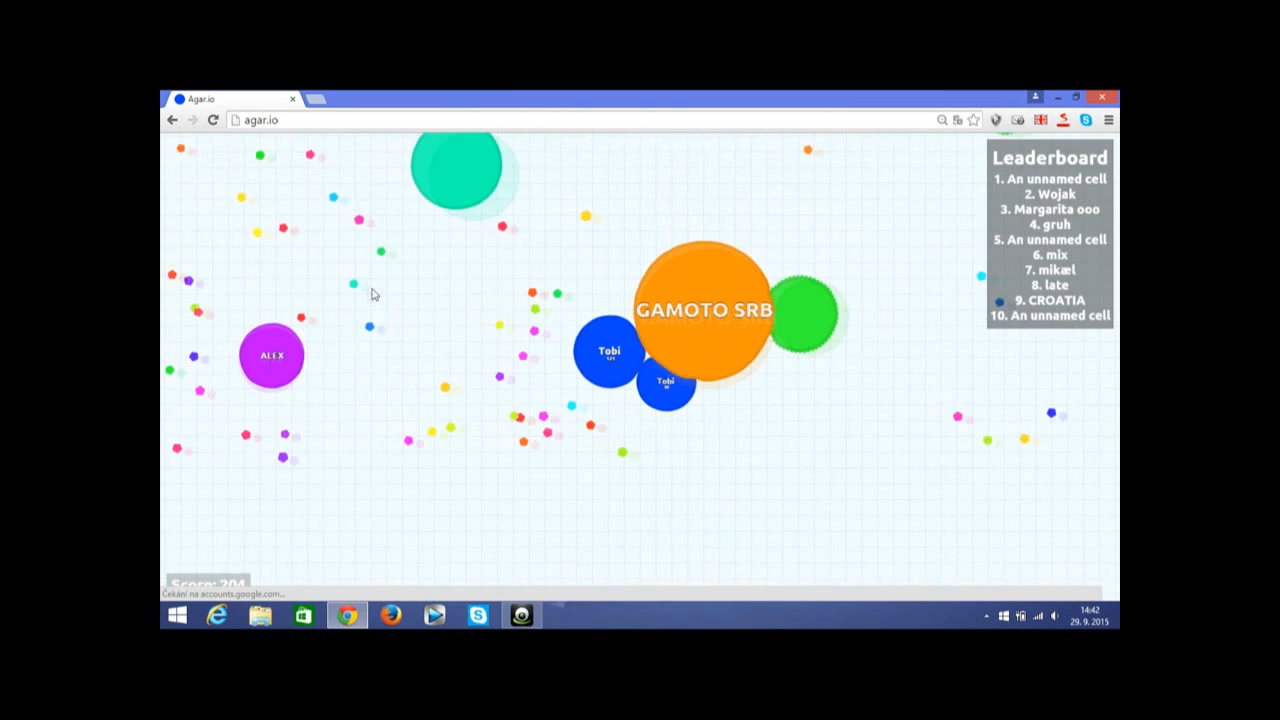 Agar.io
agar.io
Leaderboard
1. An unnamed cell
2. Wojak
3. Margarita ooo
4. gruh
5. An unnamed cell
6. mix
7. mikæl
8. late
9. CROATIA
10. An unnamed cell
GAMOTO SRB
Tobi
Tobi
ALEX
Score: 204
Čekání na accounts.google.com...
14:42
29. 9. 2015